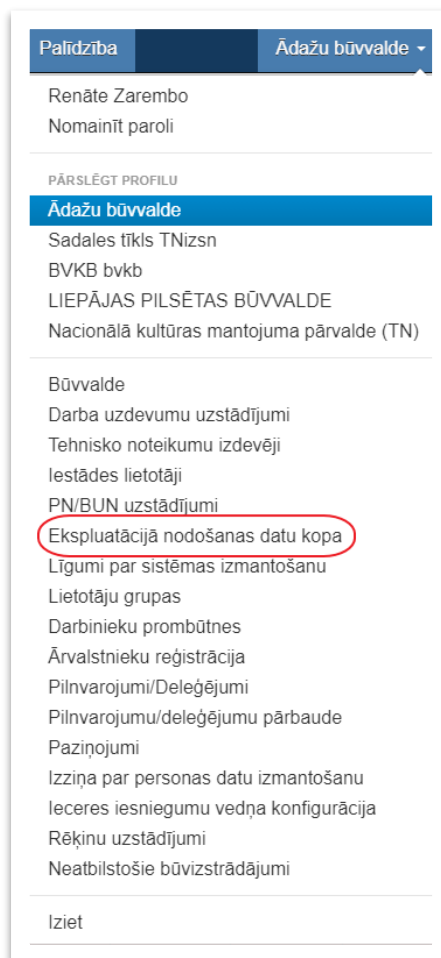 Palīdzība
Ādažu būvvalde
Renāte Zarembo
Nomainīt paroli
PĀRSLĒGT PROFILU
Ādažu būvvalde
Sadales tīkls TNizsn
BVKB bvkb
LIEPĀJAS PILSĒTAS BŪVVALDE
Nacionālā kultūras mantojuma pārvalde (TN)
Būvvalde
Darba uzdevumu uzstādījumi
Tehnisko noteikumu izdevēji
Iestādes lietotāji
PN/BUN uzstādījumi
Ekspluatācijā nodošanas datu kopa
Līgumi par sistēmas izmantošanu
Lietotāju grupas
Darbinieku prombūtnes
Ārvalstnieku reģistrācija
Pilnvarojumi/Deleģējumi
Pilnvarojumu/deleģējumu pārbaude
Paziņojumi
Izziņa par personas datu izmantošanu
Ieceres iesniegumu vedņa konfigurācija
Rēķinu uzstādījumi
Neatbilstošie būvizstrādājumi
Iziet